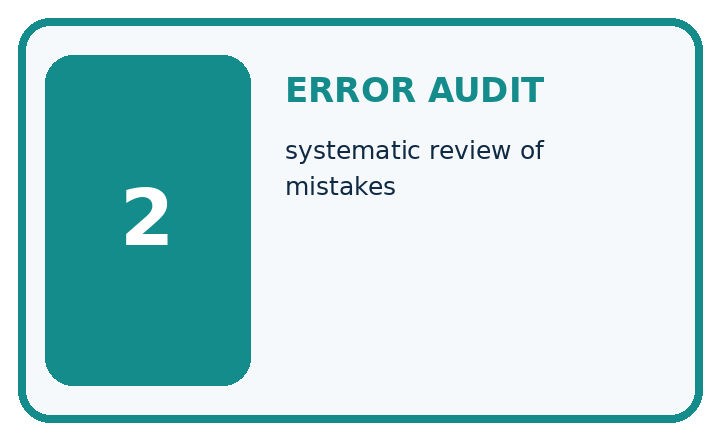 2
ERROR AUDIT
systematic review of
mistakes